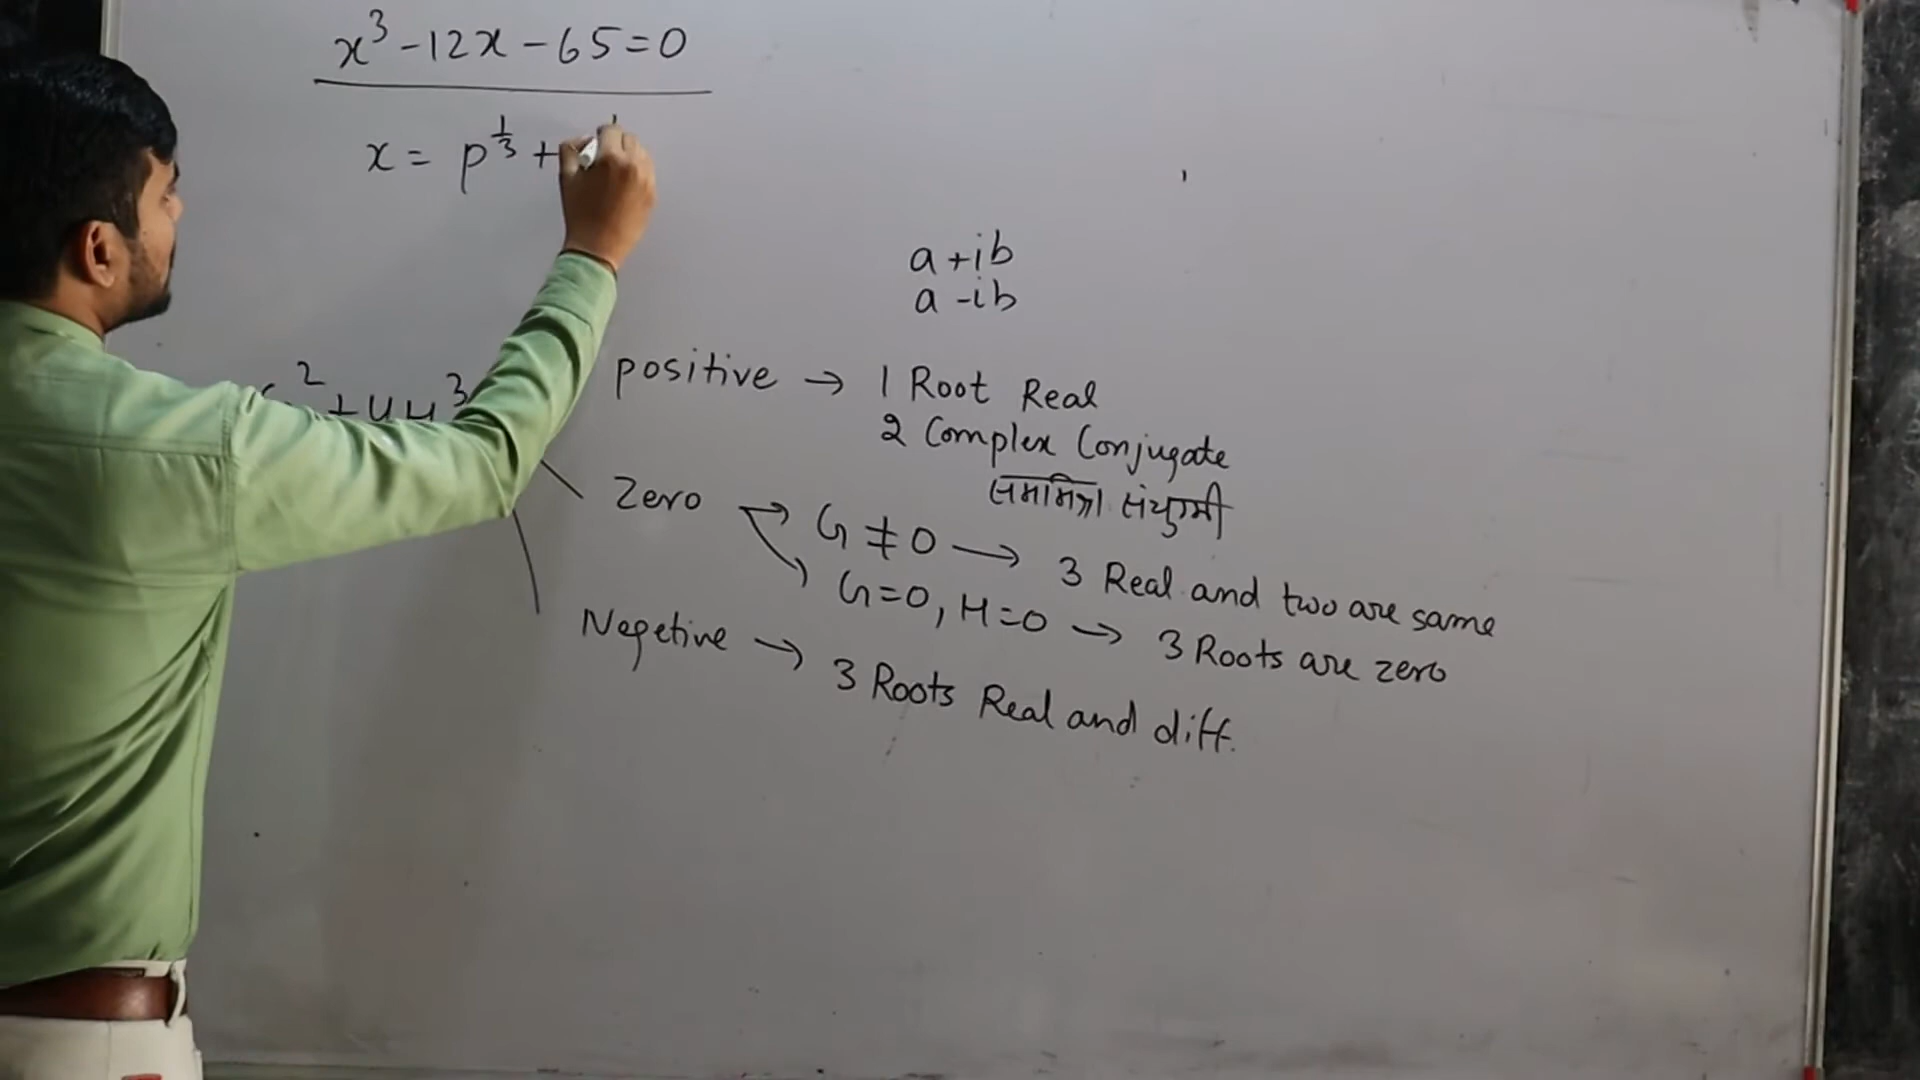 x³ - 12x - 65 = 0
x = p^(1/3) +
a + ib
a - ib
² + 4H³
positive → 1 Root Real
2 Complex Conjugate
संयुग्मी
Zero → G ≠ 0 → 3 Real and two are same
G = 0, H = 0 → 3 Roots are zero
Negetive → 3 Roots Real and diff.